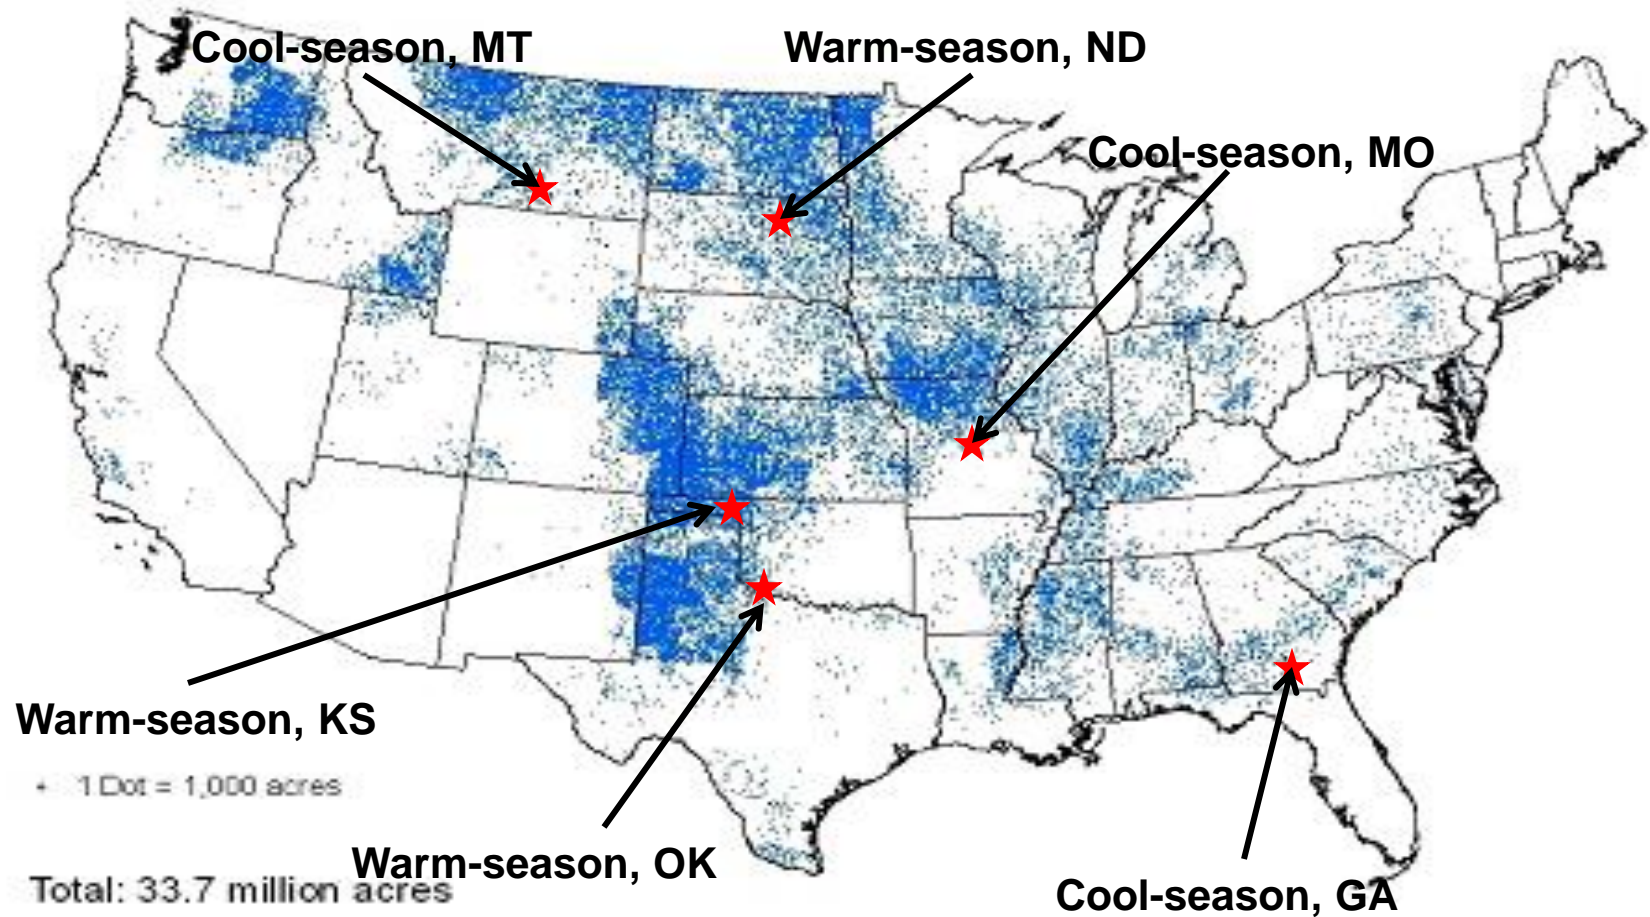 Cool-season, MT
Warm-season, ND
Cool-season, MO
Warm-season, KS
1 Dot = 1,000 acres
Warm-season, OK
Total: 33.7 million acres
Cool-season, GA